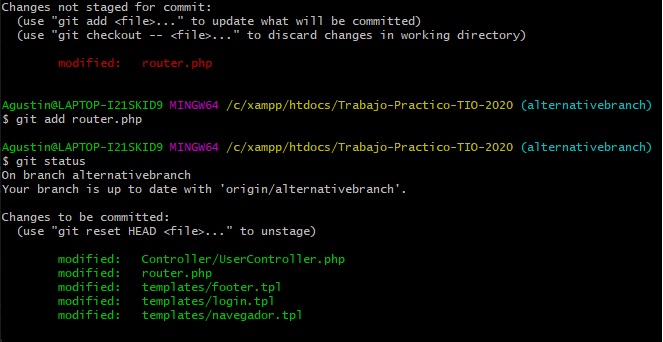 Changes not staged for commit:
  (use "git add <file>..." to update what will be committed)
  (use "git checkout -- <file>..." to discard changes in working directory)
        modified:   router.php
Agustin@LAPTOP-I21SKID9 MINGW64 /c/xampp/htdocs/Trabajo-Practico-TIO-2020 (alternativebranch)
$ git add router.php
Agustin@LAPTOP-I21SKID9 MINGW64 /c/xampp/htdocs/Trabajo-Practico-TIO-2020 (alternativebranch)
$ git status
On branch alternativebranch
Your branch is up to date with 'origin/alternativebranch'.
Changes to be committed:
  (use "git reset HEAD <file>..." to unstage)
        modified:   Controller/UserController.php
        modified:   router.php
        modified:   templates/footer.tpl
        modified:   templates/login.tpl
        modified:   templates/navegador.tpl